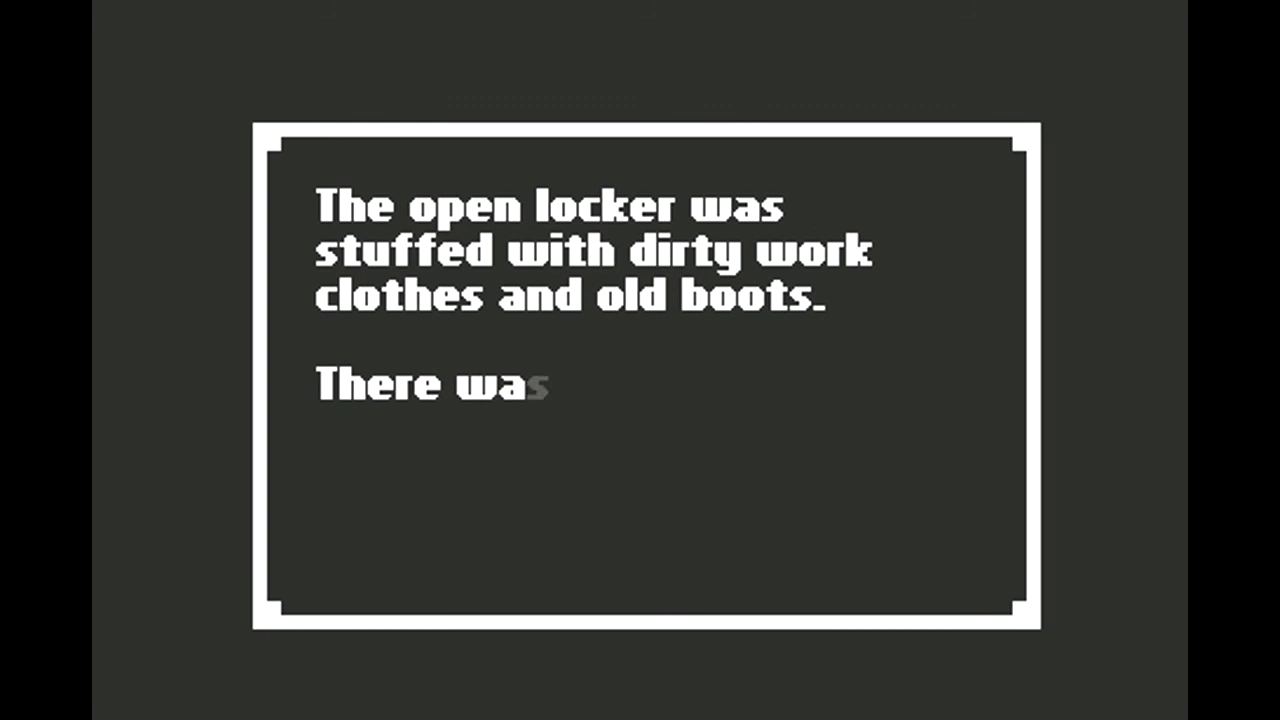 The open locker was
stuffed with dirty work
clothes and old boots.
There was